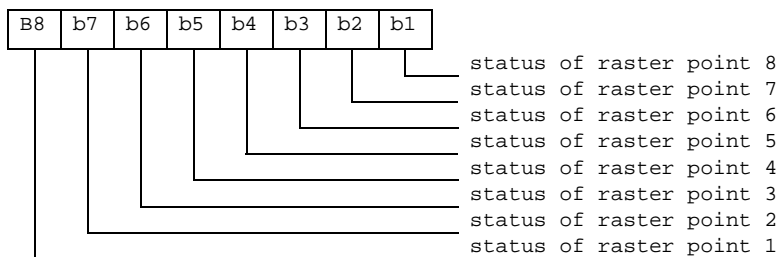 B8 b7 b6 b5 b4 b3 b2 b1
status of raster point 8
status of raster point 7
status of raster point 6
status of raster point 5
status of raster point 4
status of raster point 3
status of raster point 2
status of raster point 1